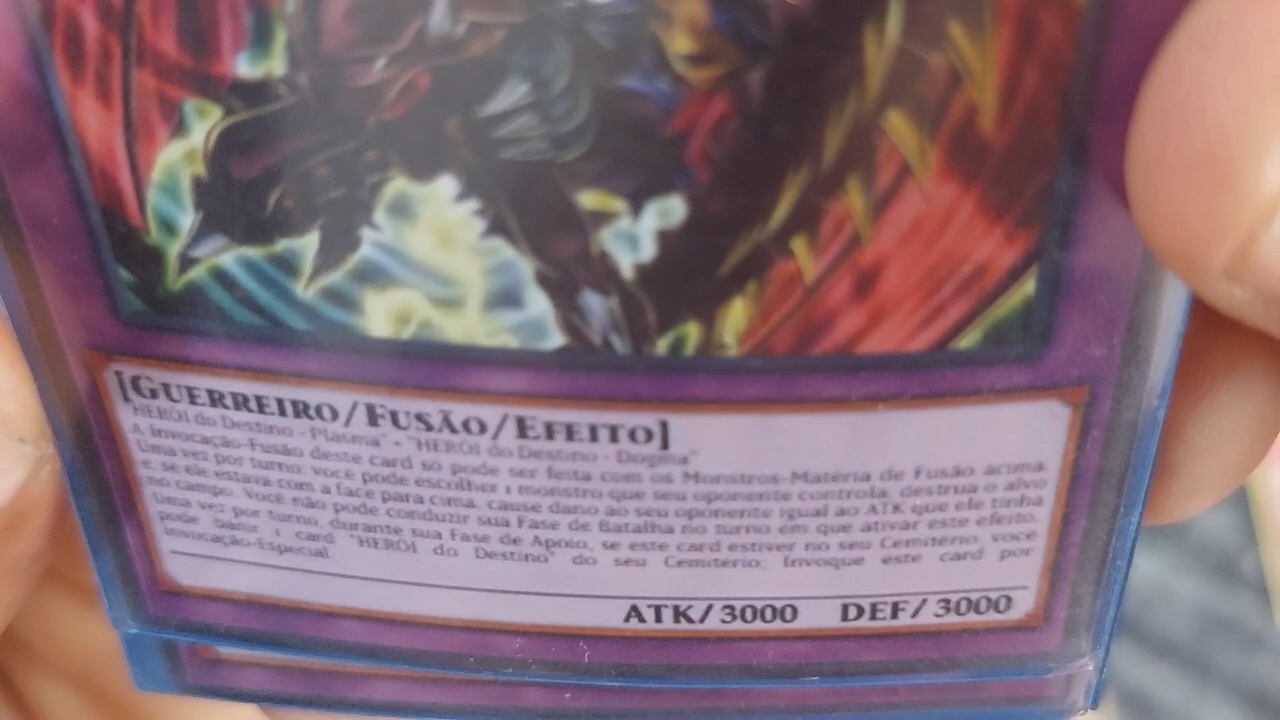 [GUERREIRO/FUSÃO/EFEITO]
"HERÓI do Destino - Plasma" + "HERÓI do Destino - Dogma"
A Invocação-Fusão deste card só pode ser feita com os Monstros-Matéria de Fusão acima.
Uma vez por turno: você pode escolher 1 monstro que seu oponente controla; destrua o alvo
e, se ele estava com a face para cima, cause dano ao seu oponente igual ao ATK que ele tinha
no campo. Você não pode conduzir sua Fase de Batalha no turno em que ativar este efeito.
Uma vez por turno, durante sua Fase de Apoio, se este card estiver no seu Cemitério: você
pode banir 1 card "HERÓI do Destino" do seu Cemitério; Invoque este card por
Invocação-Especial.
ATK/3000 DEF/3000